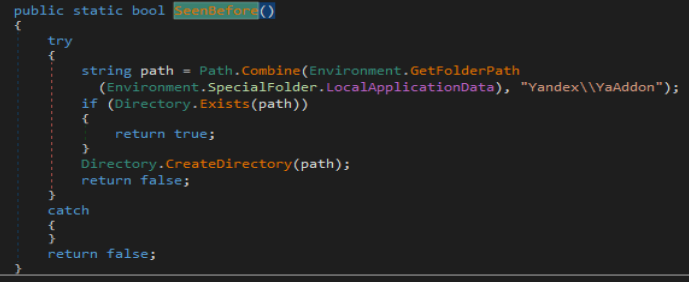 public static bool SeenBefore()
{
try
{
string path = Path.Combine(Environment.GetFolderPath
(Environment.SpecialFolder.LocalApplicationData), "Yandex\\YaAddon");
if (Directory.Exists(path))
{
return true;
}
Directory.CreateDirectory(path);
return false;
}
catch
{
}
return false;
}